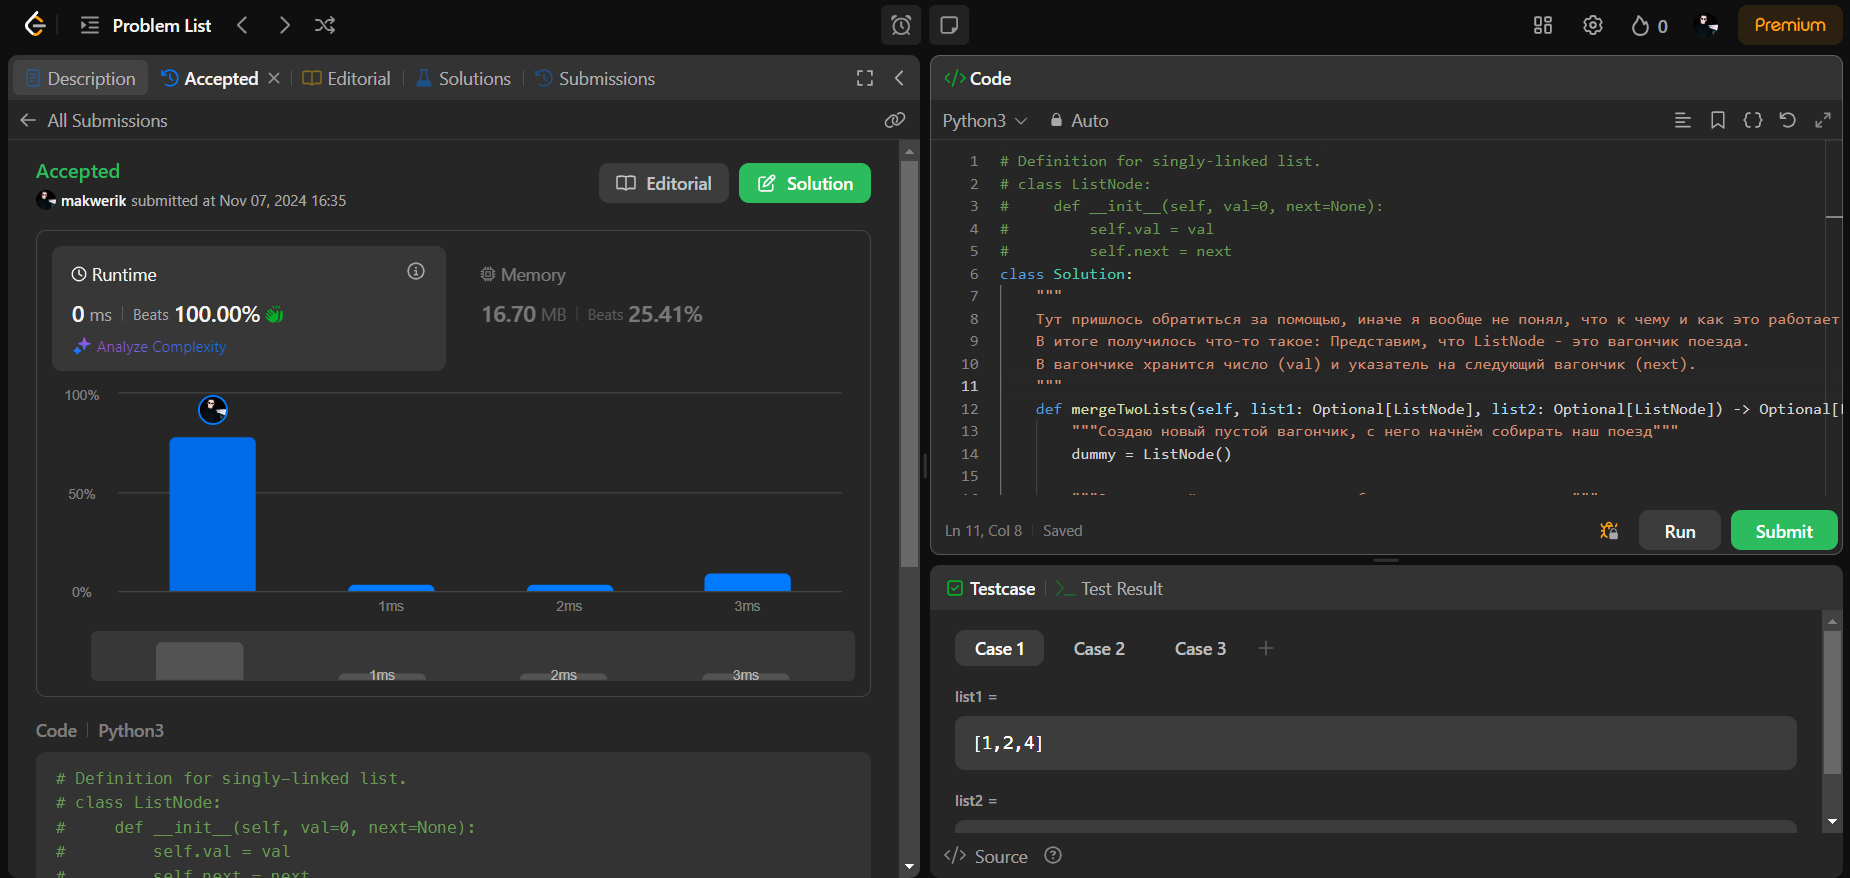 Problem List
0
Premium
Description
Accepted
Editorial
Solutions
Submissions
All Submissions
Accepted
makwerik submitted at Nov 07, 2024 16:35
Editorial
Solution
Runtime
0 ms
Beats 100.00%
Analyze Complexity
Memory
16.70 MB
Beats 25.41%
100%
50%
0%
1ms
2ms
3ms
1ms
2ms
3ms
Code
Python3
# Definition for singly-linked list.
# class ListNode:
#     def __init__(self, val=0, next=None):
#         self.val = val
#         self.next = next
</> Code
Python3
Auto
1 # Definition for singly-linked list.
2 # class ListNode:
3 #     def __init__(self, val=0, next=None):
4 #         self.val = val
5 #         self.next = next
6 class Solution:
7     """
8     Тут пришлось обратиться за помощью, иначе я вообще не понял, что к чему и как это работает
9     В итоге получилось что-то такое: Представим, что ListNode - это вагончик поезда.
10     В вагончике хранится число (val) и указатель на следующий вагончик (next).
11     """
12     def mergeTwoLists(self, list1: Optional[ListNode], list2: Optional[ListNode]) -> Optional[
13         """Создаю новый пустой вагончик, с него начнём собирать наш поезд"""
14         dummy = ListNode()
15
Ln 11, Col 8
Saved
Run
Submit
Testcase
Test Result
Case 1
Case 2
Case 3
+
list1 =
[1,2,4]
list2 =
</> Source